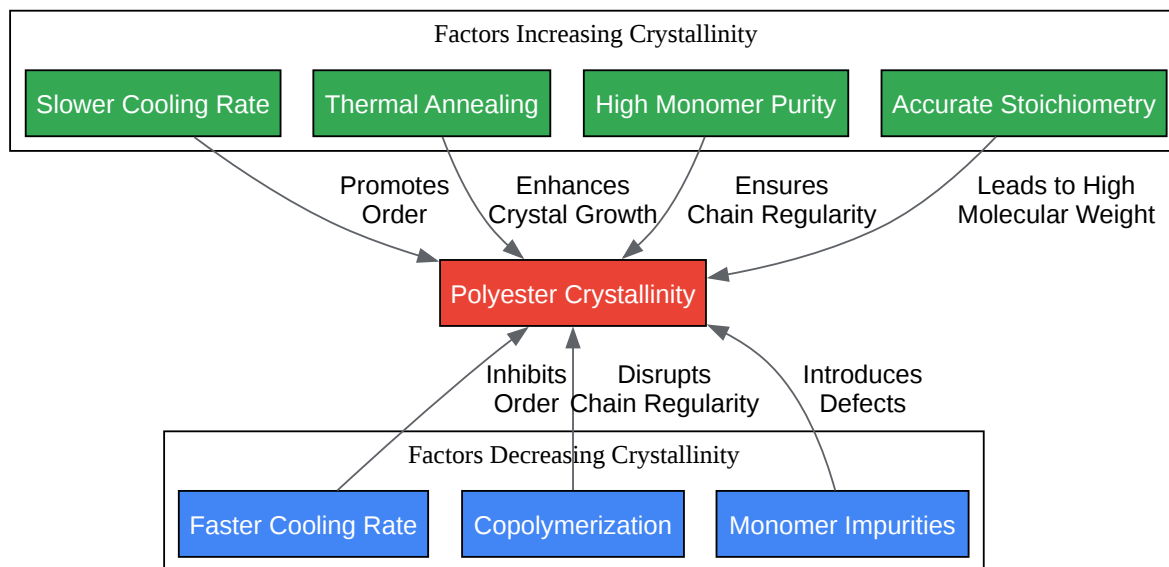 Factors Increasing Crystallinity
Slower Cooling Rate
Thermal Annealing
High Monomer Purity
Accurate Stoichiometry
Promotes
Order
Enhances
Crystal Growth
Ensures
Chain Regularity
Leads to High
Molecular Weight
Polyester Crystallinity
Inhibits
Order
Disrupts
Chain Regularity
Introduces
Defects
Factors Decreasing Crystallinity
Faster Cooling Rate
Copolymerization
Monomer Impurities